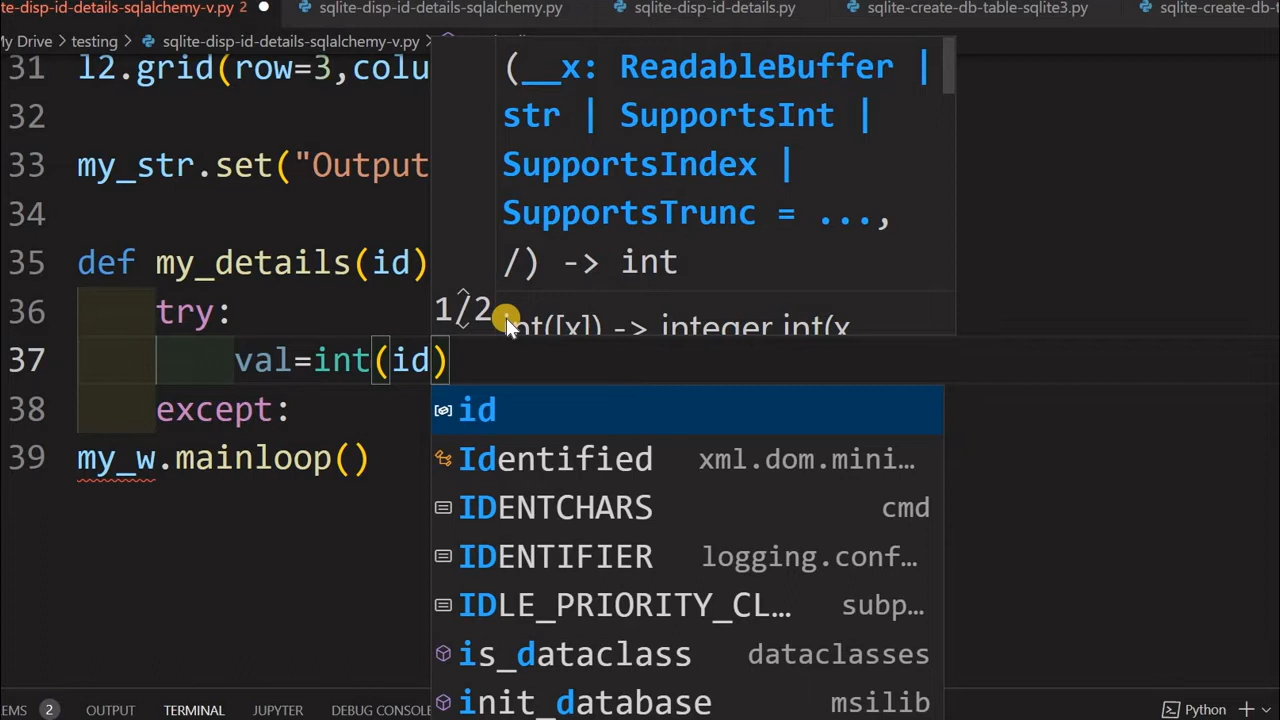 te-disp-id-details-sqlalchemy-v.py 2 sqlite-disp-id-details-sqlalchemy.py sqlite-disp-id-details.py sqlite-create-db-table-sqlite3.py sqlite-create-db-t
My Drive > testing > sqlite-disp-id-details-sqlalchemy-v.py >
31 l2.grid(row=3,colu
32
33 my_str.set("Output
34
35 def my_details(id)
36 try:
37 val=int(id)
38 except:
39 my_w.mainloop()
(__x: ReadableBuffer |
str | SupportsInt |
SupportsIndex |
SupportsTrunc = ...,
/) -> int
1/2
int([x]) -> integer int(x
id
Identified xml.dom.mini...
IDENTCHARS cmd
IDENTIFIER logging.conf...
IDLE_PRIORITY_CL... subp...
is_dataclass dataclasses
init_database msilib
EMS 2 OUTPUT TERMINAL JUPYTER DEBUG CONSOL Python